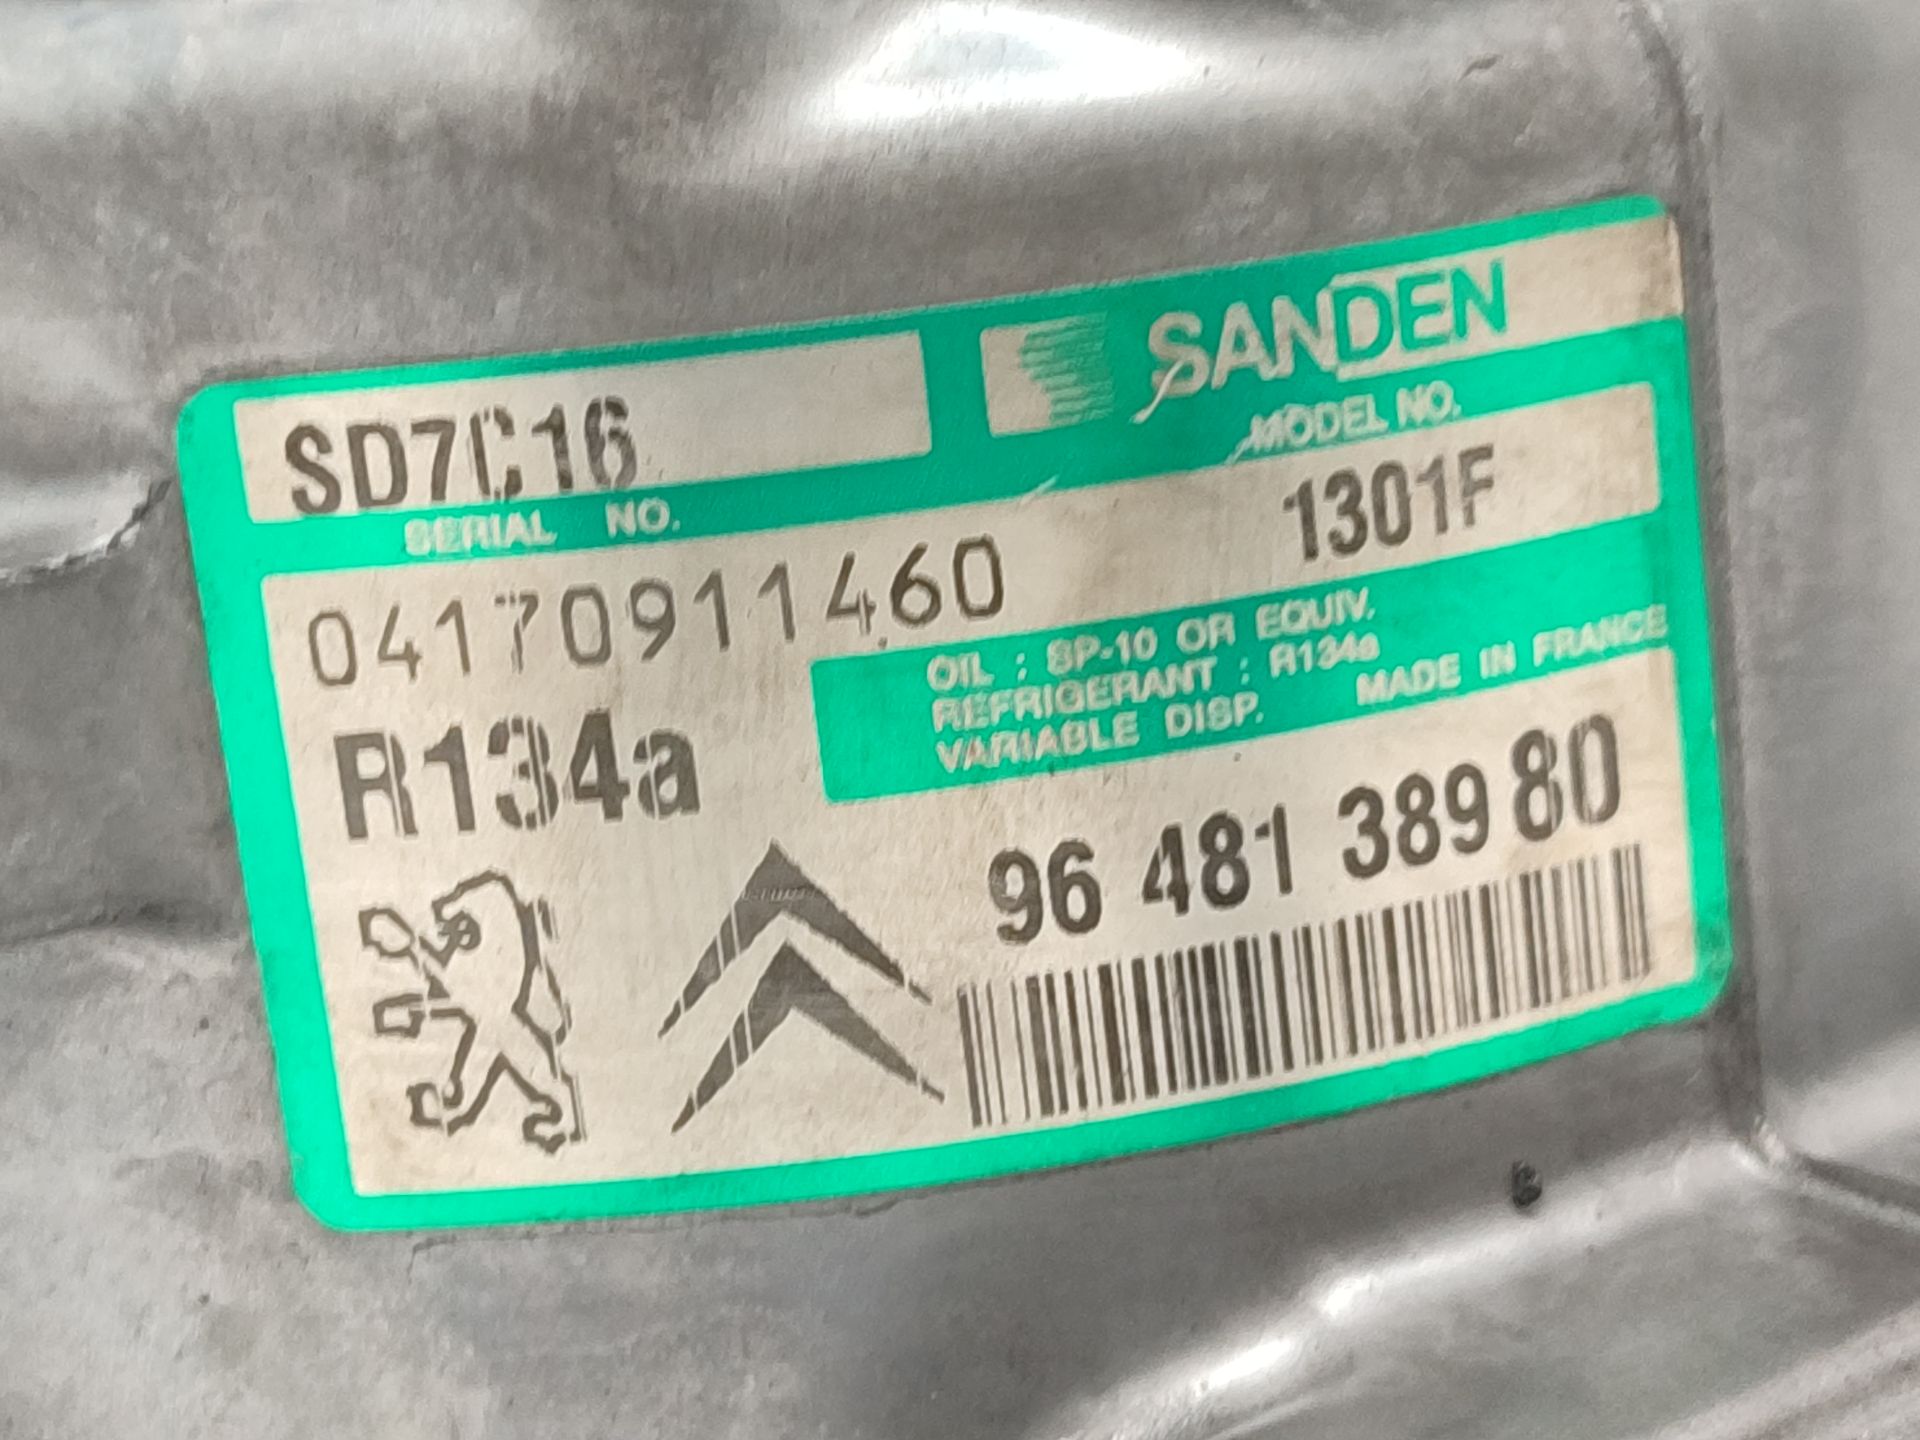 SANDEN
SD7C16
MODEL NO.
SERIAL NO.
1301F
04170911460
OIL : SP-10 OR EQUIV.
REFRIGERANT : R134a
VARIABLE DISP. MADE IN FRANCE
R134a
96 481 389 80